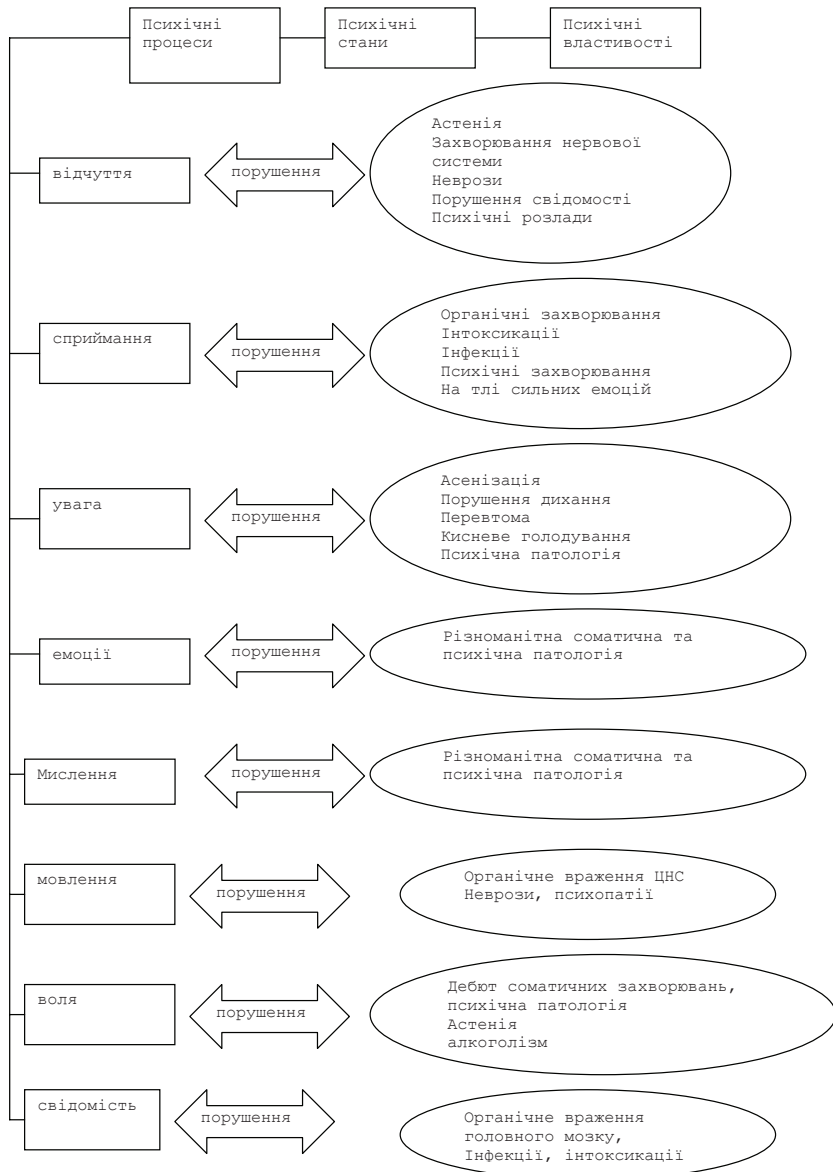 Психічні
процеси
Психічні
стани
Психічні
властивості
відчуття
порушення
Астенія
Захворювання нервової
системи
Неврози
Порушення свідомості
Психічні розлади
сприймання
порушення
Органічні захворювання
Інтоксикації
Інфекції
Психічні захворювання
На тлі сильних емоцій
увага
порушення
Асенізація
Порушення дихання
Перевтома
Кисневе голодування
Психічна патологія
емоції
порушення
Різноманітна соматична та
психічна патологія
Мислення
порушення
Різноманітна соматична та
психічна патологія
мовлення
порушення
Органічне враження ЦНС
Неврози, психопатії
воля
порушення
Дебют соматичних захворювань,
психічна патологія
Астенія
алкоголізм
свідомість
порушення
Органічне враження
головного мозку,
Інфекції, інтоксикації